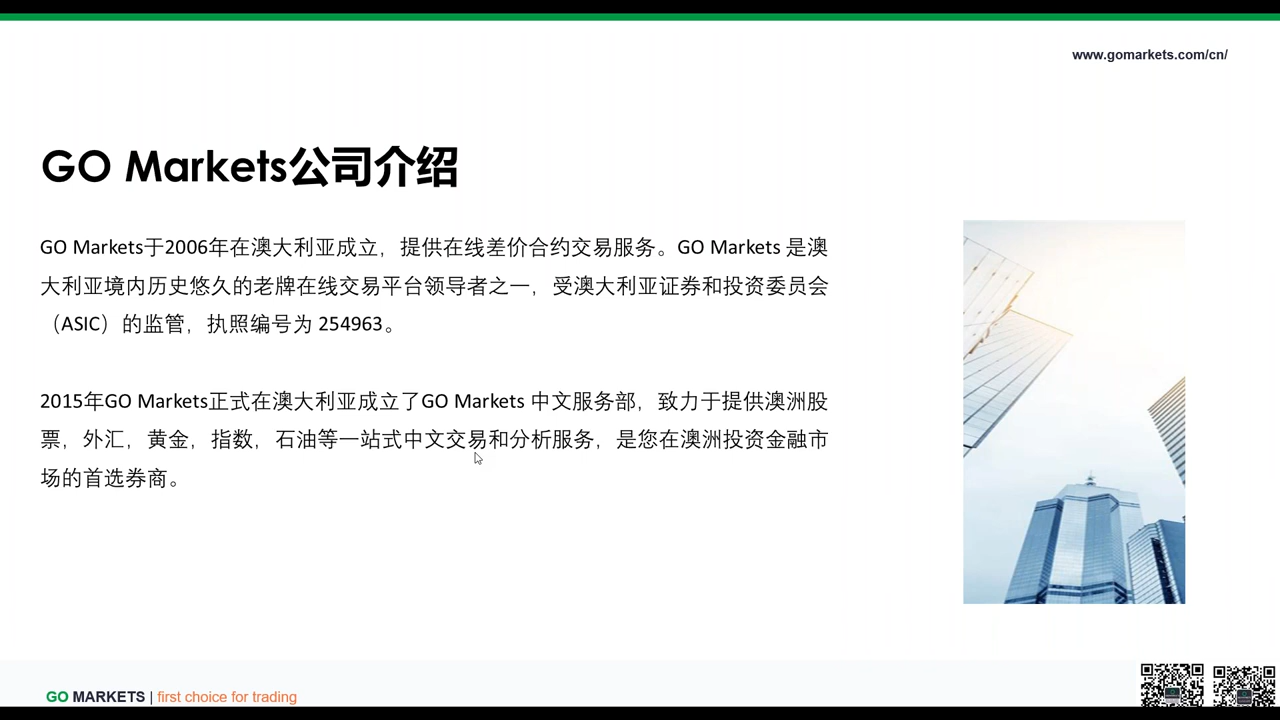 www.gomarkets.com/cn/
GO Markets公司介绍
GO Markets于2006年在澳大利亚成立，提供在线差价合约交易服务。GO Markets 是澳
大利亚境内历史悠久的老牌在线交易平台领导者之一，受澳大利亚证券和投资委员会
（ASIC）的监管，执照编号为 254963。
2015年GO Markets正式在澳大利亚成立了GO Markets 中文服务部，致力于提供澳洲股
票，外汇，黄金，指数，石油等一站式中文交易和分析服务，是您在澳洲投资金融市
场的首选券商。
GO MARKETS | first choice for trading